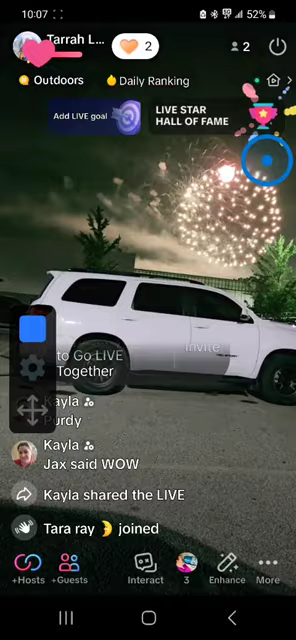 10:07
52%
Tarrah L...
2
2
Outdoors
Daily Ranking
Add LIVE goal
LIVE STAR
HALL OF FAME
Invite
to Go LIVE
Together
Kayla
Purdy
Kayla
Jax said WOW
Kayla shared the LIVE
Tara ray 🌛 joined
+Hosts
+Guests
Interact
3
Enhance
More